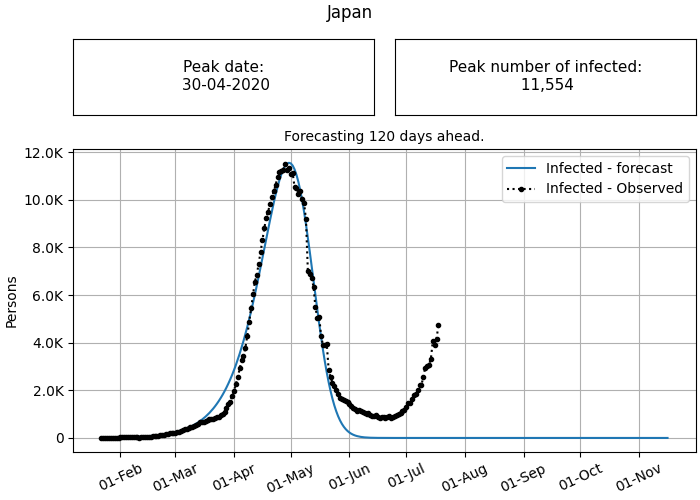 Japan
Peak date:
30-04-2020
Peak number of infected:
11,554
Forecasting 120 days ahead.
12.0K
10.0K
8.0K
6.0K
4.0K
2.0K
0
Persons
Infected - forecast
Infected - Observed
01-Feb
01-Mar
01-Apr
01-May
01-Jun
01-Jul
01-Aug
01-Sep
01-Oct
01-Nov